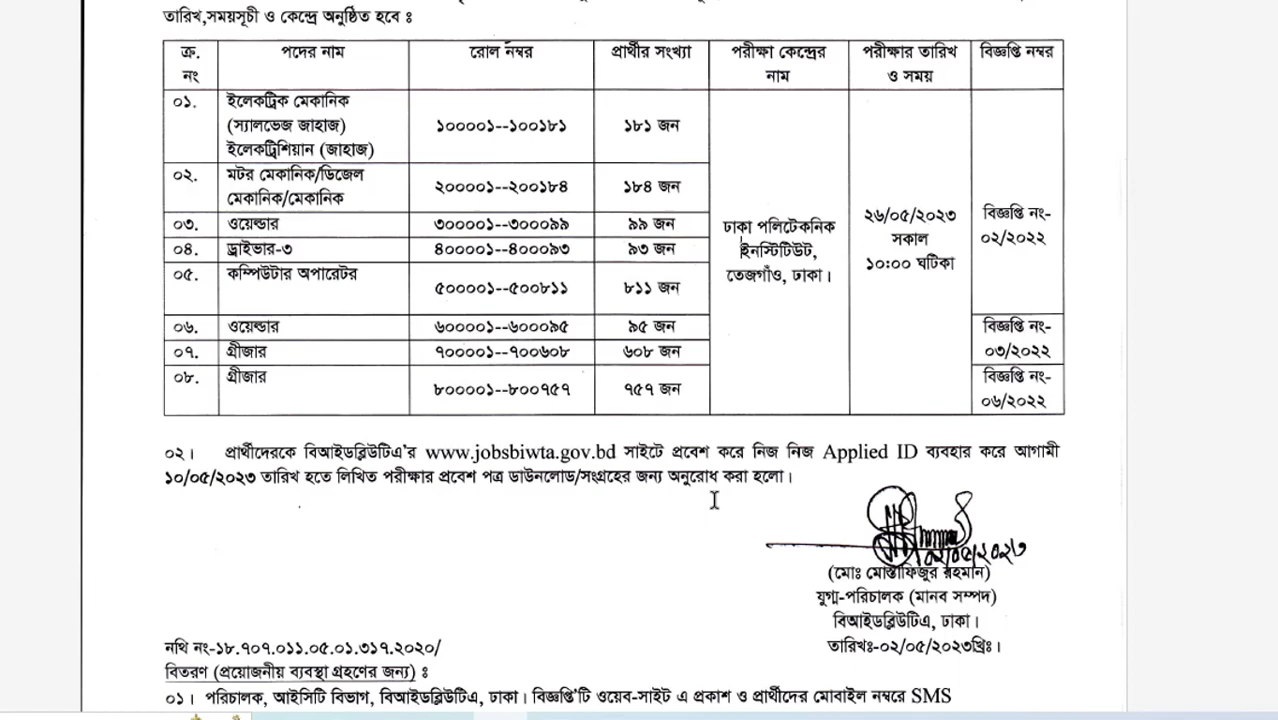 তারিখ,সময়সূচী ও কেন্দ্রে অনুষ্ঠিত হবে ঃ
ক্র. নং | পদের নাম | রোল নম্বর | প্রার্থীর সংখ্যা | পরীক্ষা কেন্দ্রের নাম | পরীক্ষার তারিখ ও সময় | বিজ্ঞপ্তি নম্বর
০১. | ইলেকট্রিক মেকানিক (স্যালভেজ জাহাজ) ইলেকট্রিশিয়ান (জাহাজ) | ১০০০০১--১০০১৮১ | ১৮১ জন | ঢাকা পলিটেকনিক ইনস্টিটিউট, তেজগাঁও, ঢাকা। | ২৬/০৫/২০২৩ সকাল ১০:০০ ঘটিকা | বিজ্ঞপ্তি নং-০২/২০২২
০২. | মটর মেকানিক/ডিজেল মেকানিক/মেকানিক | ২০০০০১--২০০১৮৪ | ১৮৪ জন
০৩. | ওয়েল্ডার | ৩০০০০১--৩০০০৯৯ | ৯৯ জন
০৪. | ড্রাইভার-৩ | ৪০০০০১--৪০০০৯৩ | ৯৩ জন
০৫. | কম্পিউটার অপারেটর | ৫০০০০১--৫০০৮১১ | ৮১১ জন
০৬. | ওয়েল্ডার | ৬০০০০১--৬০০০৯৫ | ৯৫ জন | বিজ্ঞপ্তি নং-
০৭. | গ্রীজার | ৭০০০০১--৭০০৬০৮ | ৬০৮ জন | ০৩/২০২২
০৮. | গ্রীজার | ৮০০০০১--৮০০৭৫৭ | ৭৫৭ জন | বিজ্ঞপ্তি নং-০৬/২০২২
০২। প্রার্থীদেরকে বিআইডব্লিউটিএ'র www.jobsbiwta.gov.bd সাইটে প্রবেশ করে নিজ নিজ Applied ID ব্যবহার করে আগামী
১০/০৫/২০২৩ তারিখ হতে লিখিত পরীক্ষার প্রবেশ পত্র ডাউনলোড/সংগ্রহের জন্য অনুরোধ করা হলো।
০২/০৫/২০২৩
(মোঃ মোস্তাফিজুর রহমান)
যুগ্ম-পরিচালক (মানব সম্পদ)
বিআইডব্লিউটিএ, ঢাকা।
তারিখঃ-০২/০৫/২০২৩খ্রিঃ।
নথি নং-১৮.৭০৭.০১১.০৫.০১.৩১৭.২০২০/
বিতরণ (প্রয়োজনীয় ব্যবস্থা গ্রহণের জন্য) ঃ
০১। পরিচালক, আইসিটি বিভাগ, বিআইডব্লিউটিএ, ঢাকা। বিজ্ঞপ্তি'টি ওয়েব-সাইট এ প্রকাশ ও প্রার্থীদের মোবাইল নম্বরে SMS